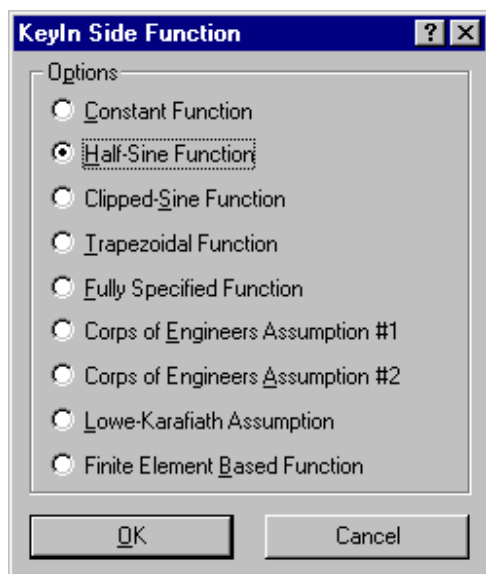 KeyIn Side Function
Options
Constant Function
Half-Sine Function
Clipped-Sine Function
Trapezoidal Function
Fully Specified Function
Corps of Engineers Assumption #1
Corps of Engineers Assumption #2
Lowe-Karafiath Assumption
Finite Element Based Function
OK Cancel